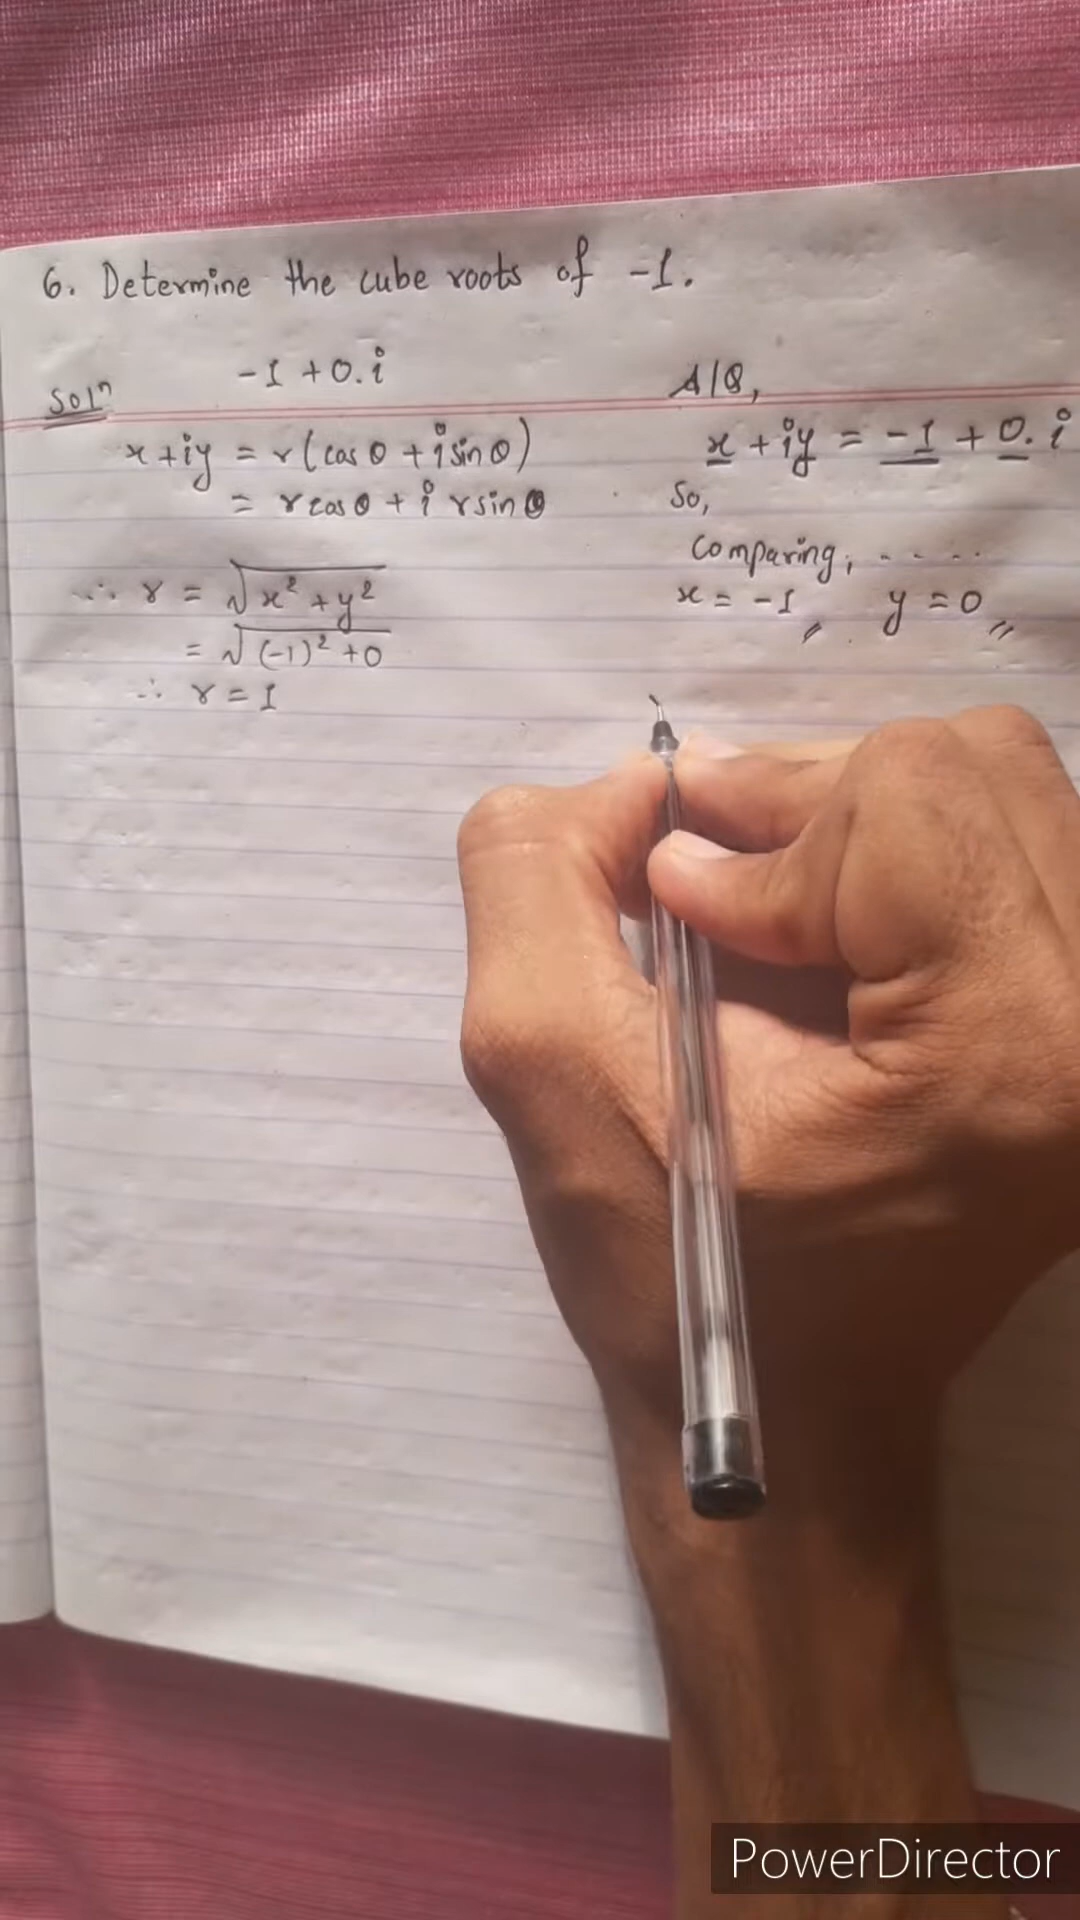 6. Determine the cube roots of -1.
Solⁿ
-1 + 0.i
x + iy = r(cos θ + i sin θ)
= r cos θ + i r sin θ
∴ r = √(x² + y²)
= √((-1)² + 0)
∴ r = 1
A/Q,
x + iy = -1 + 0.i
So,
Comparing, .....
x = -1,, y = 0,,
PowerDirector